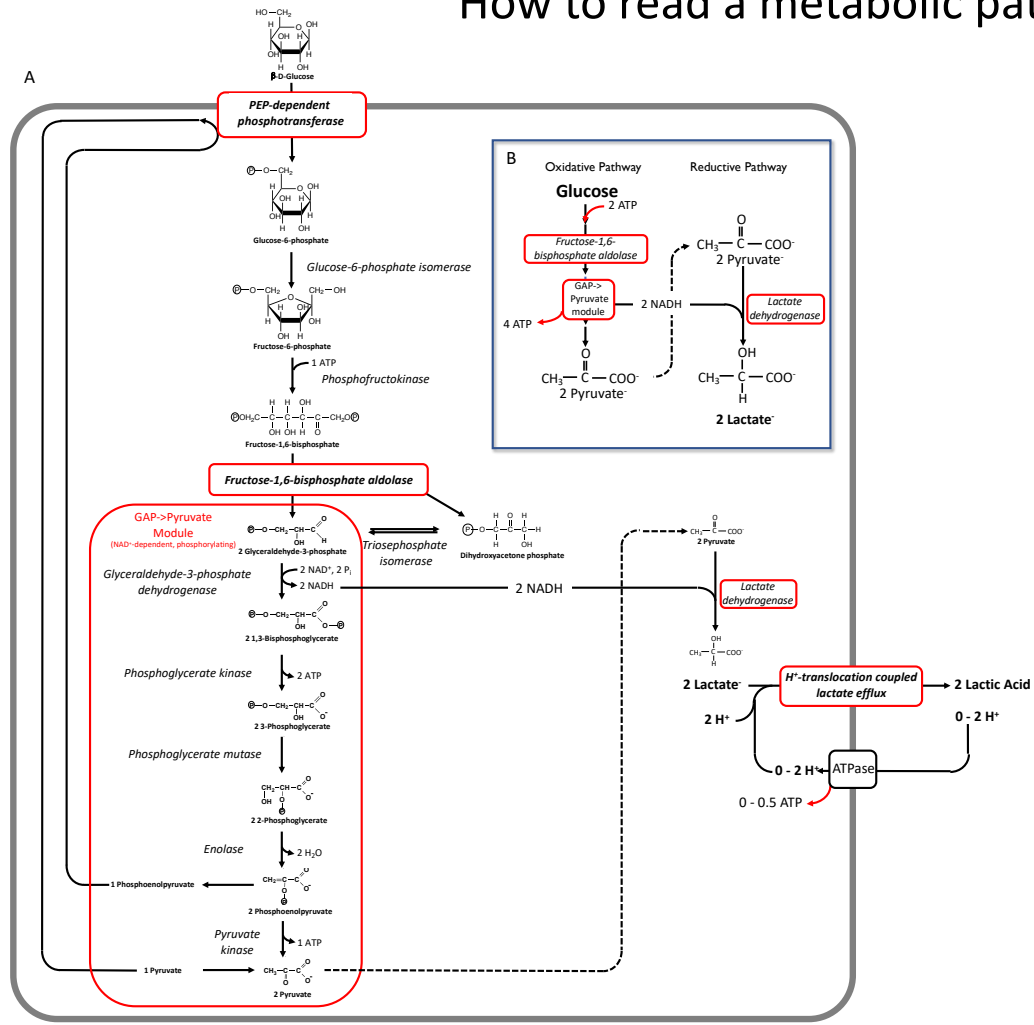 How to read a metabolic pat
A
β-D-Glucose
PEP-dependent
phosphotransferase
Glucose-6-phosphate
Glucose-6-phosphate isomerase
Fructose-6-phosphate
1 ATP
Phosphofructokinase
Fructose-1,6-bisphosphate
Fructose-1,6-bisphosphate aldolase
GAP->Pyruvate
Module
(NAD⁺-dependent, phosphorylating)
2 Glyceraldehyde-3-phosphate
Triosephosphate
isomerase
Dihydroxyacetone phosphate
Glyceraldehyde-3-phosphate
dehydrogenase
2 NAD⁺, 2 Pᵢ
2 NADH
2 NADH
2 1,3-Bisphosphoglycerate
Phosphoglycerate kinase
2 ATP
2 3-Phosphoglycerate
Phosphoglycerate mutase
2 2-Phosphoglycerate
Enolase
2 H₂O
1 Phosphoenolpyruvate
2 Phosphoenolpyruvate
Pyruvate
kinase
1 ATP
1 Pyruvate
2 Pyruvate
2 Pyruvate
Lactate
dehydrogenase
2 Lactate⁻
2 H⁺
H⁺-translocation coupled
lactate efflux
2 Lactic Acid
0 - 2 H⁺
0 - 2 H⁺
ATPase
0 - 0.5 ATP
B
Oxidative Pathway
Reductive Pathway
Glucose
2 ATP
Fructose-1,6-
bisphosphate aldolase
GAP->
Pyruvate
module
4 ATP
2 NADH
O
CH₃ C COO⁻
2 Pyruvate⁻
O
CH₃ C COO⁻
2 Pyruvate⁻
Lactate
dehydrogenase
OH
CH₃ C COO⁻
H
2 Lactate⁻